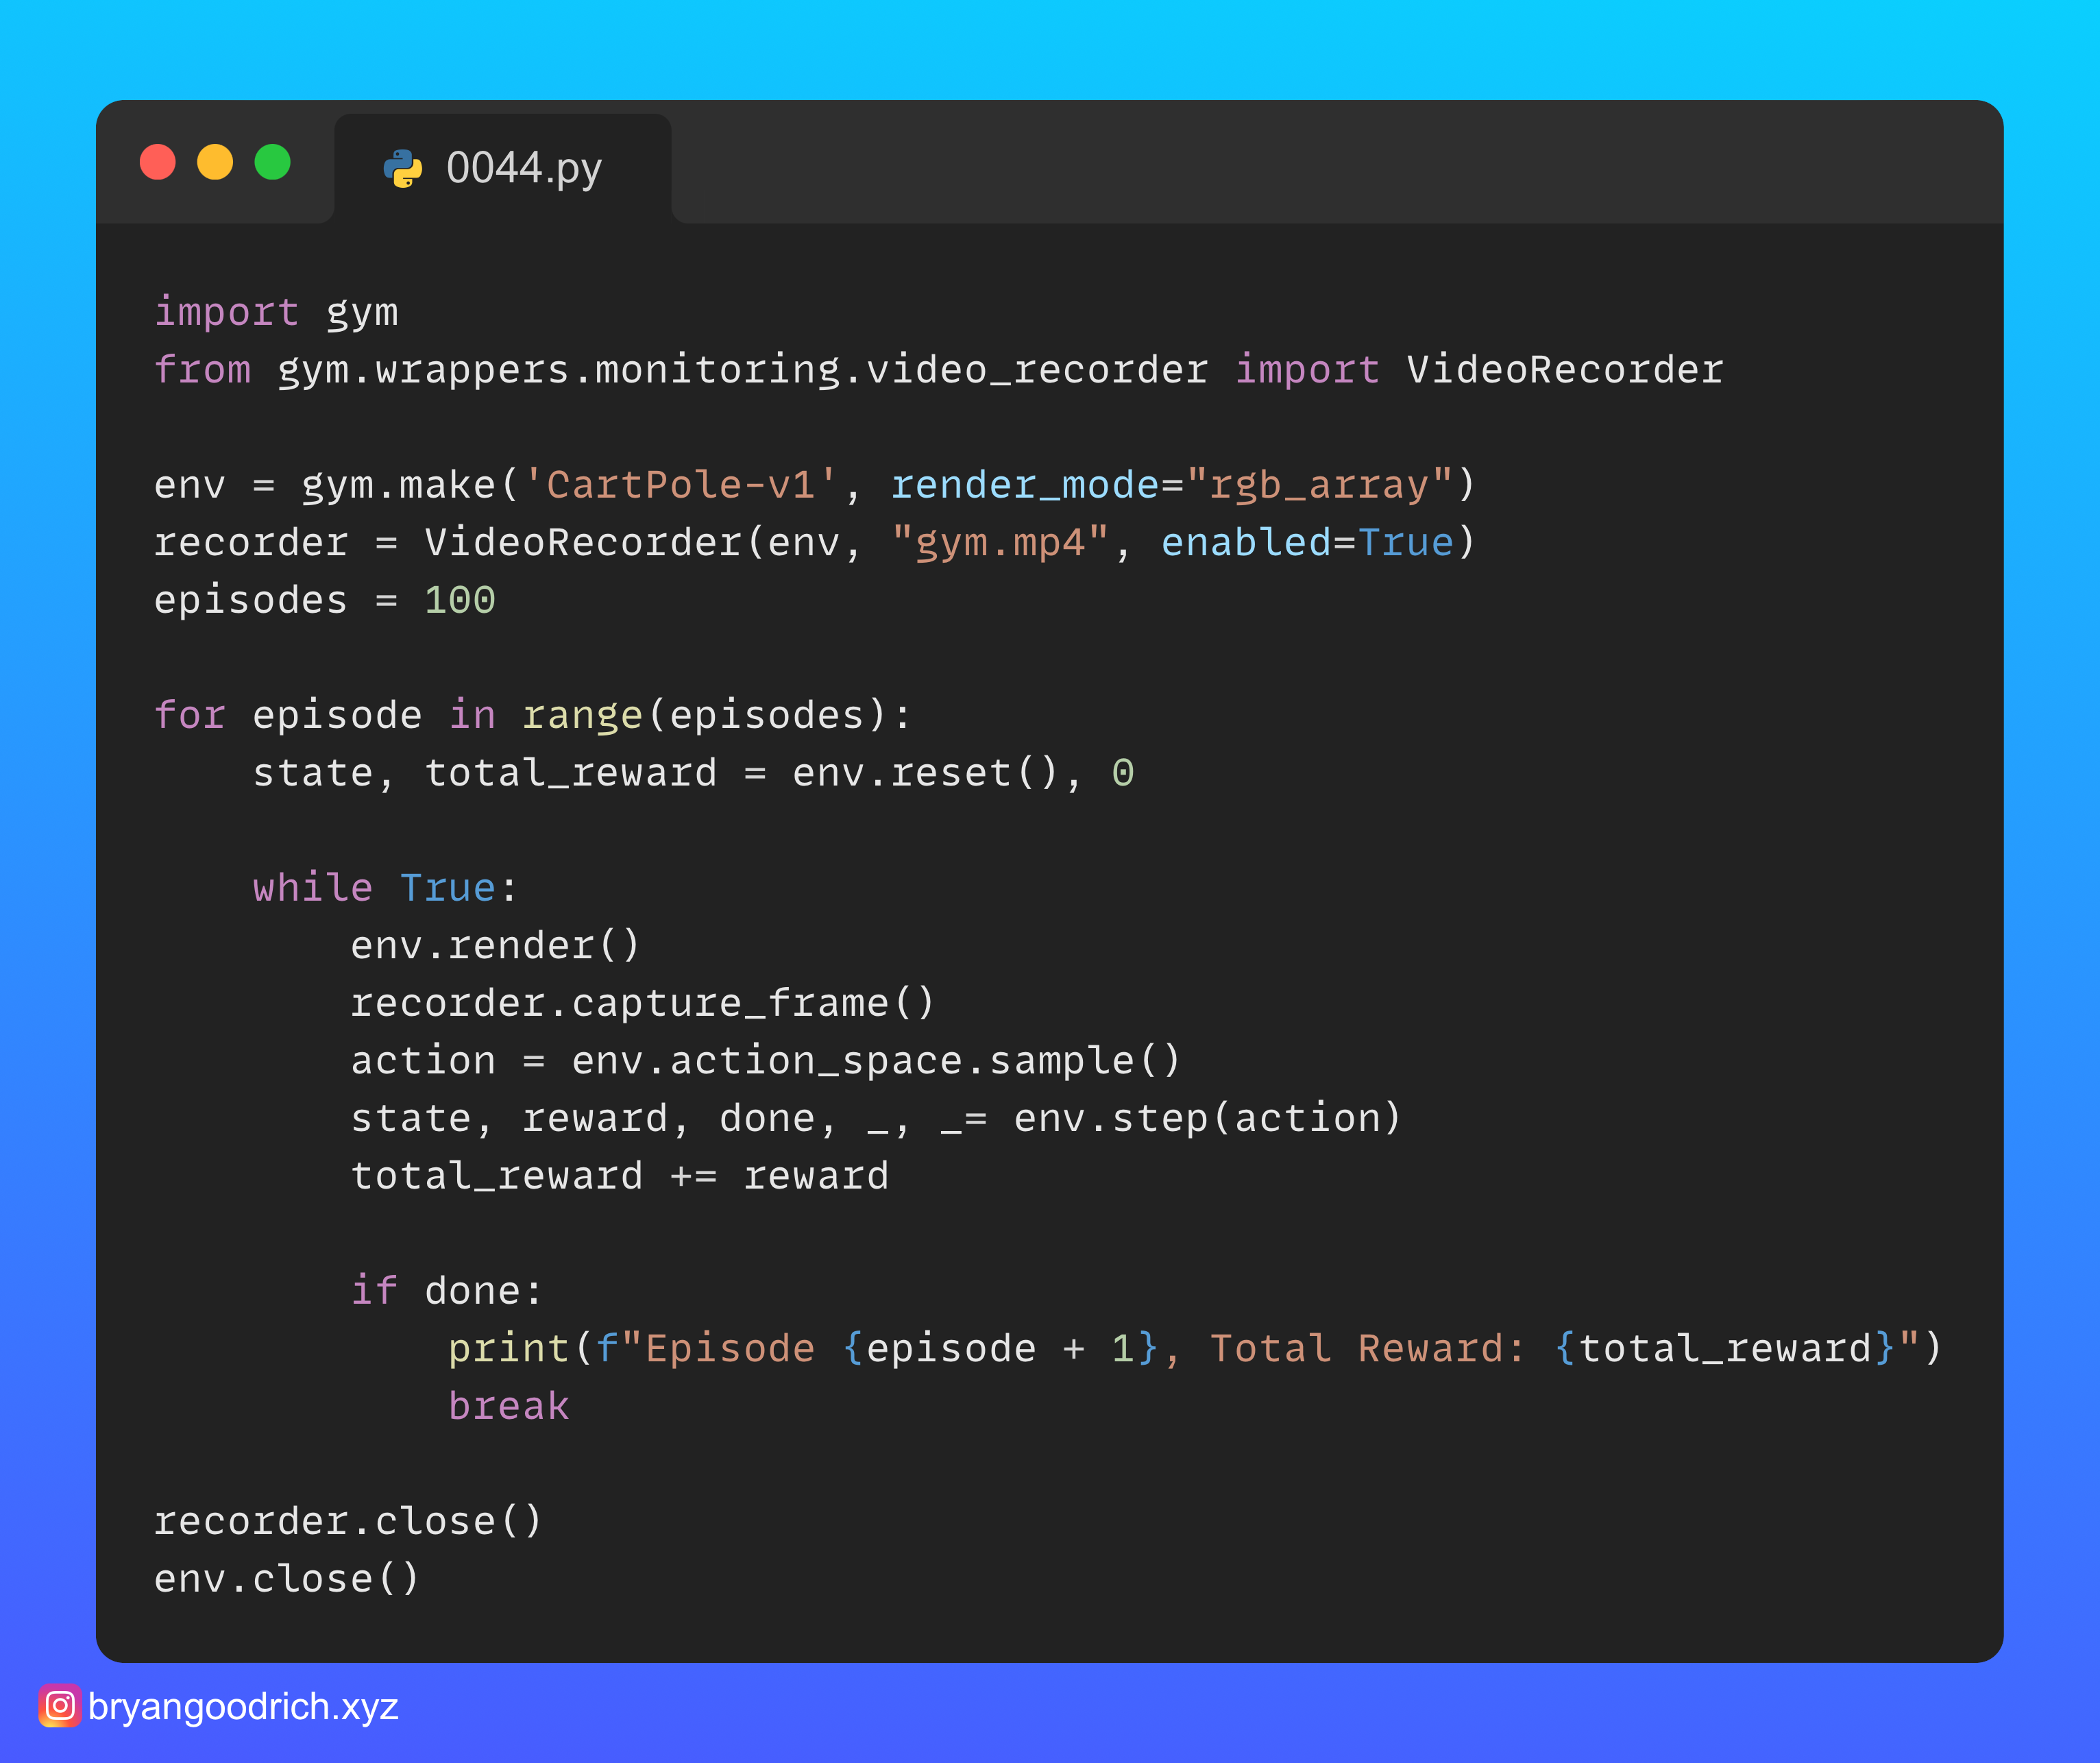 0044.py
import gym
from gym.wrappers.monitoring.video_recorder import VideoRecorder
env = gym.make('CartPole-v1', render_mode="rgb_array")
recorder = VideoRecorder(env, "gym.mp4", enabled=True)
episodes = 100
for episode in range(episodes):
    state, total_reward = env.reset(), 0
    while True:
        env.render()
        recorder.capture_frame()
        action = env.action_space.sample()
        state, reward, done, _, _= env.step(action)
        total_reward += reward
        if done:
            print(f"Episode {episode + 1}, Total Reward: {total_reward}")
            break
recorder.close()
env.close()
bryangoodrich.xyz